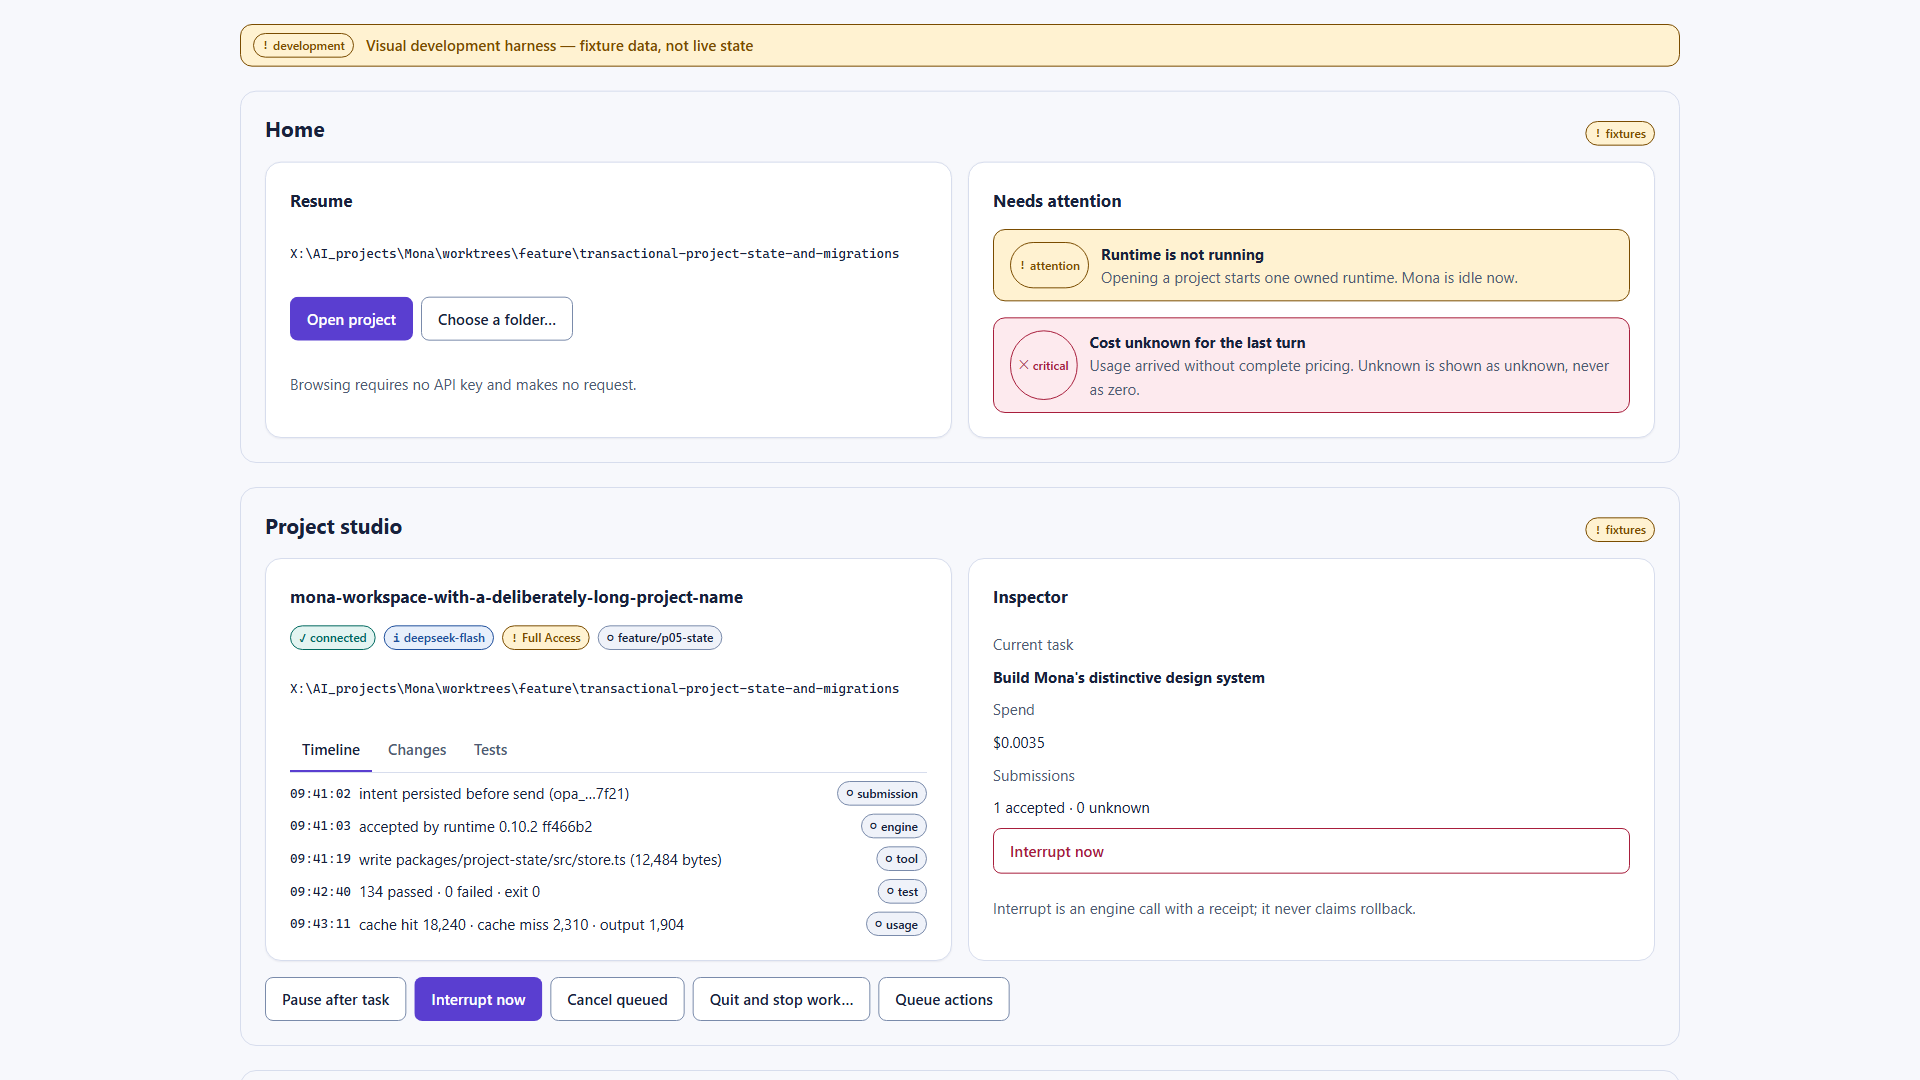 ! development Visual development harness — fixture data, not live state
Home
! fixtures
Resume
X:\AI_projects\Mona\worktrees\feature\transactional-project-state-and-migrations
Open project
Choose a folder...
Browsing requires no API key and makes no request.
Needs attention
! attention
Runtime is not running
Opening a project starts one owned runtime. Mona is idle now.
× critical
Cost unknown for the last turn
Usage arrived without complete pricing. Unknown is shown as unknown, never
as zero.
Project studio
! fixtures
mona-workspace-with-a-deliberately-long-project-name
✓ connected
i deepseek-flash
! Full Access
feature/p05-state
X:\AI_projects\Mona\worktrees\feature\transactional-project-state-and-migrations
Timeline
Changes
Tests
09:41:02 intent persisted before send (opa_…7f21) submission
09:41:03 accepted by runtime 0.10.2 ff466b2 engine
09:41:19 write packages/project-state/src/store.ts (12,484 bytes) tool
09:42:40 134 passed · 0 failed · exit 0 test
09:43:11 cache hit 18,240 · cache miss 2,310 · output 1,904 usage
Inspector
Current task
Build Mona's distinctive design system
Spend
$0.0035
Submissions
1 accepted · 0 unknown
Interrupt now
Interrupt is an engine call with a receipt; it never claims rollback.
Pause after task
Interrupt now
Cancel queued
Quit and stop work...
Queue actions